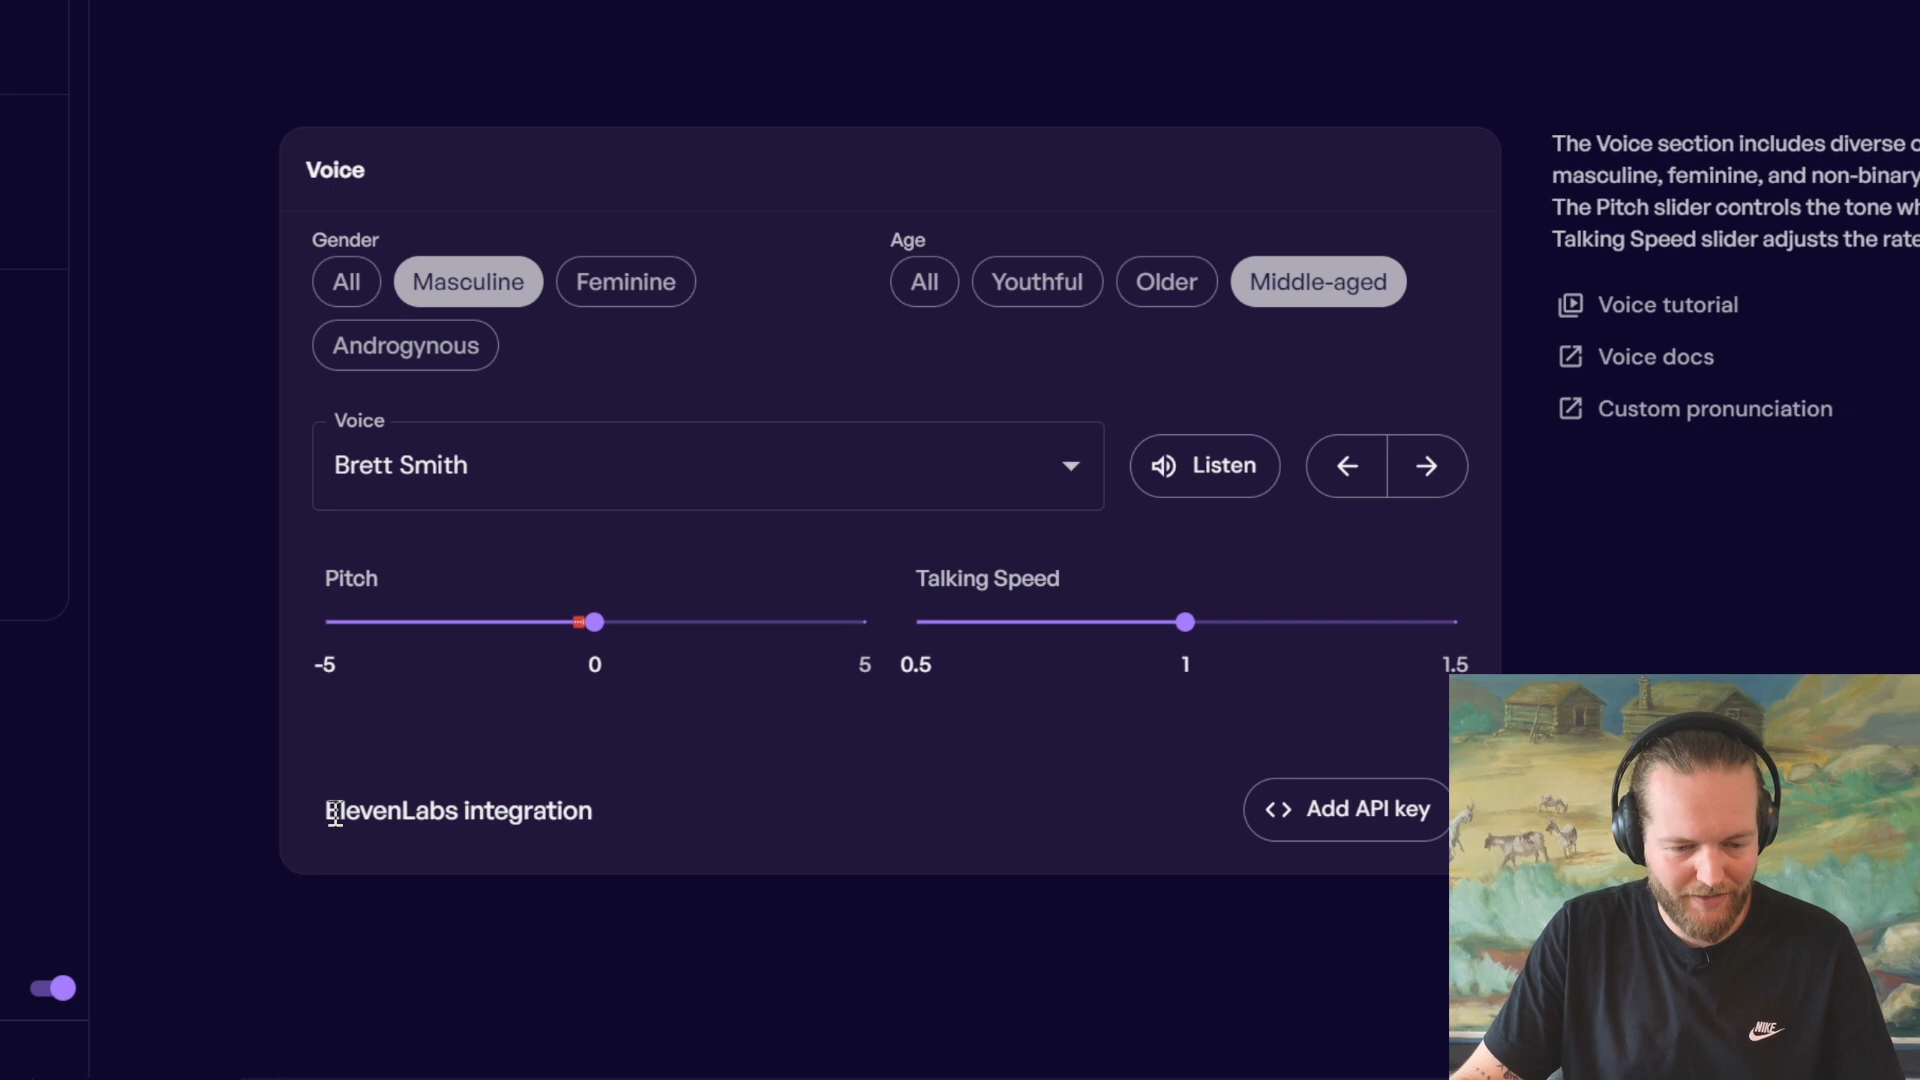 Voice
Gender
All
Masculine
Feminine
Androgynous
Age
All
Youthful
Older
Middle-aged
Voice
Brett Smith
Listen
Pitch
-5
0
5
Talking Speed
0.5
1
1.5
ElevenLabs integration
Add API key
The Voice section includes diverse
masculine, feminine, and non-binary
The Pitch slider controls the tone
Talking Speed slider adjusts the rate
Voice tutorial
Voice docs
Custom pronunciation
NIKE